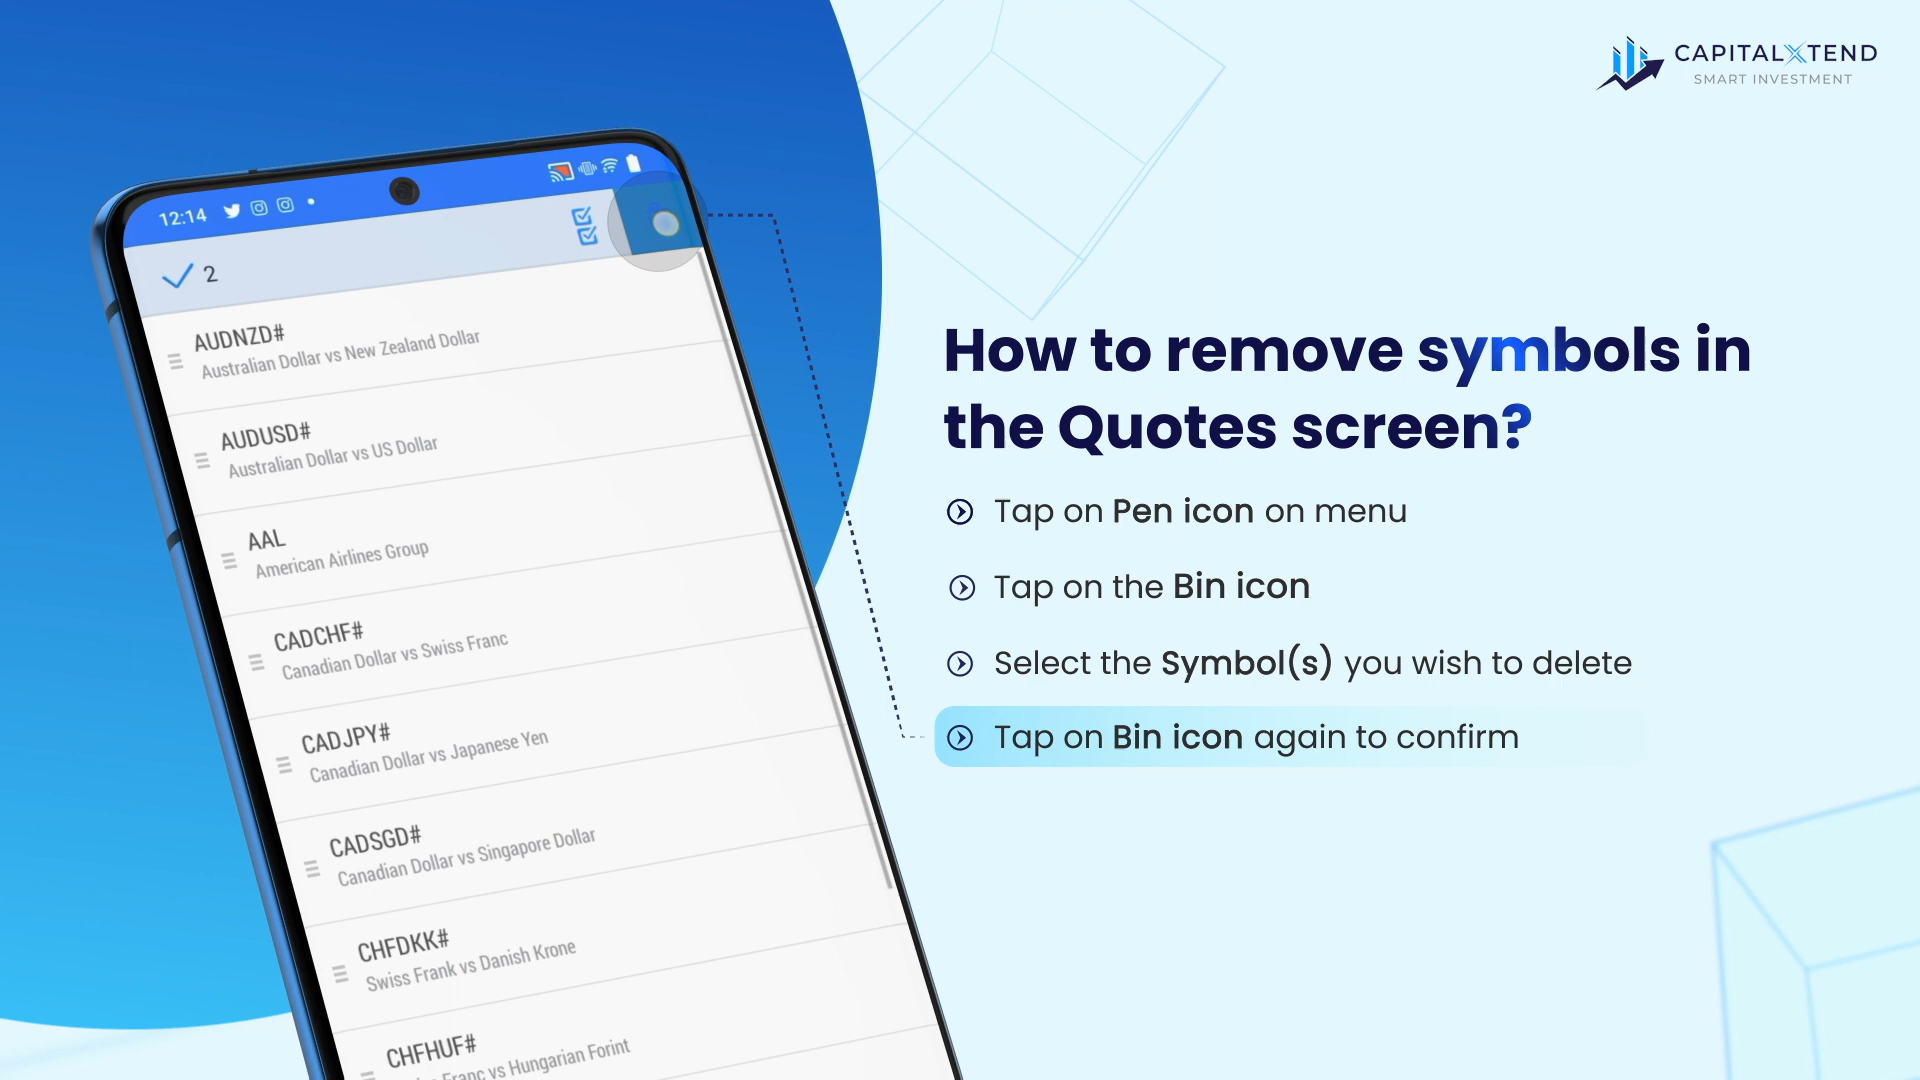 CAPITALXTEND
SMART INVESTMENT
12:14
2
AUDNZD#
Australian Dollar vs New Zealand Dollar
AUDUSD#
Australian Dollar vs US Dollar
AAL
American Airlines Group
CADCHF#
Canadian Dollar vs Swiss Franc
CADJPY#
Canadian Dollar vs Japanese Yen
CADSGD#
Canadian Dollar vs Singapore Dollar
CHFDKK#
Swiss Frank vs Danish Krone
CHFHUF#
Franc vs Hungarian Forint
How to remove symbols in
the Quotes screen?
Tap on Pen icon on menu
Tap on the Bin icon
Select the Symbol(s) you wish to delete
Tap on Bin icon again to confirm